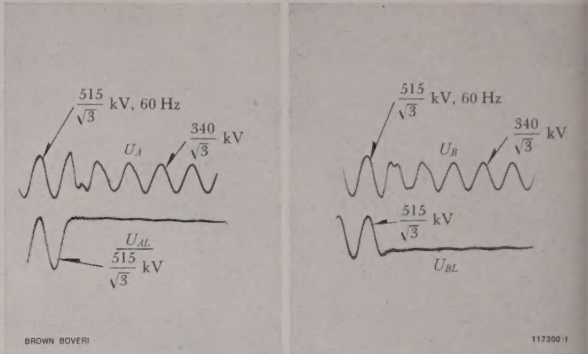 515/√3 kV, 60 Hz
U_A
340/√3 kV
U_AL
515/√3 kV
BROWN BOVERI
515/√3 kV, 60 Hz
U_B
340/√3 kV
515/√3 kV
U_BL
117300·1